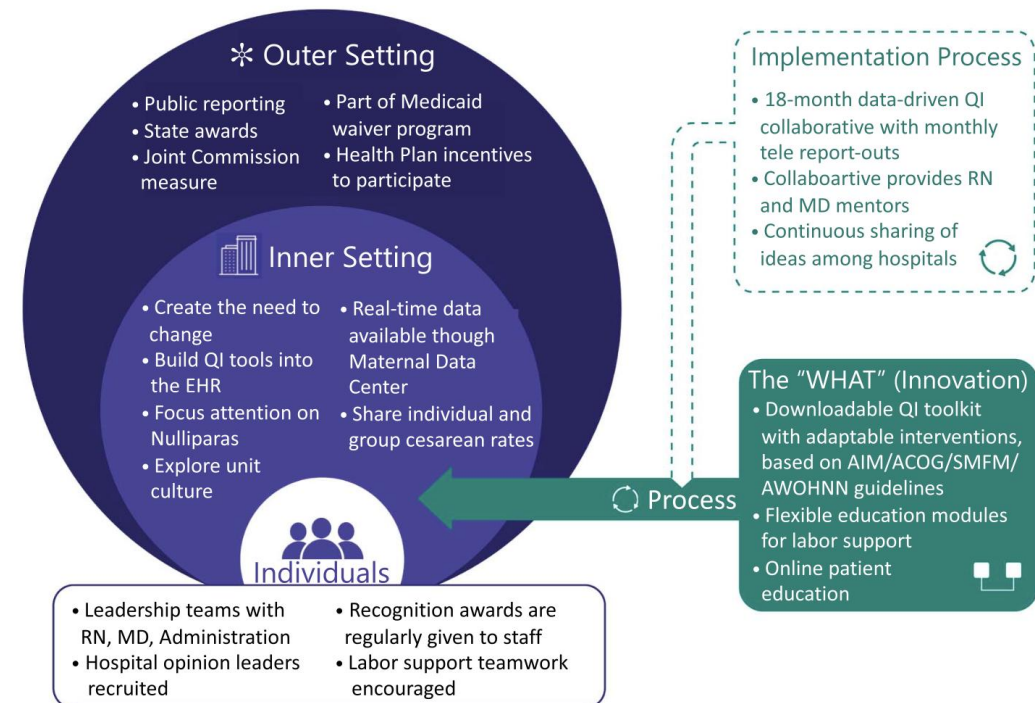 Outer Setting
• Public reporting
• State awards
• Joint Commission
measure
• Part of Medicaid
waiver program
• Health Plan incentives
to participate
Inner Setting
• Create the need to
change
• Build QI tools into
the EHR
• Focus attention on
Nulliparas
• Explore unit
culture
• Real-time data
available though
Maternal Data
Center
• Share individual and
group cesarean rates
Individuals
• Leadership teams with
RN, MD, Administration
• Hospital opinion leaders
recruited
• Recognition awards are
regularly given to staff
• Labor support teamwork
encouraged
Implementation Process
• 18-month data-driven QI
collaborative with monthly
tele report-outs
• Collaboartive provides RN
and MD mentors
• Continuous sharing of
ideas among hospitals
Process
The "WHAT" (Innovation)
• Downloadable QI toolkit
with adaptable interventions,
based on AIM/ACOG/SMFM/
AWOHNN guidelines
• Flexible education modules
for labor support
• Online patient
education